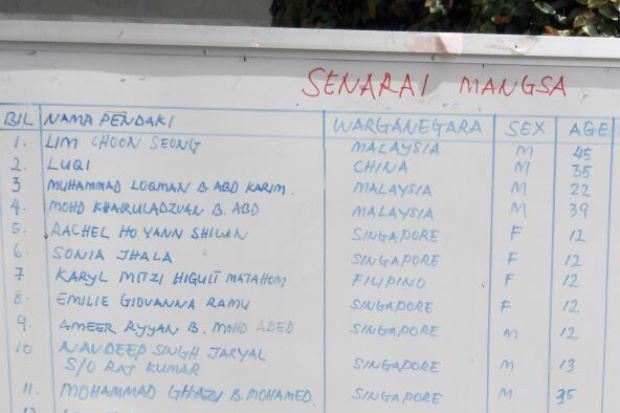 SENARAI MANGSA
BIL NAMA PENDAKI WARGANEGARA SEX AGE
1. LIM CHOON SEONG MALAYSIA M 45
2. LUQI CHINA M 35
3 MUHAMMAD LOQMAN B. ABD KARIM. MALAYSIA M 22
4. MOHD KHAIRULADZUAN B. ABD MALAYSIA M 39
5. RACHEL HO YANN SHIUAN SINGAPORE F 12
6. SONIA JHALA SINGAPORE F 12
7 KARYL MITZI HIGUIT MATAHOM FILIPINO F 12
8. EMILIE GIOVANNA RAMU SINGAPORE F 12
9. AMEER RYYAN B. MOHD ADED SINGAPORE M 12
10 NAVDEEP SINGH JARYAL
S/O RAJ KUMAR SINGAPORE M 13
11. MOHAMMAD GHAZI B. MOHAMED. SINGAPORE M 35